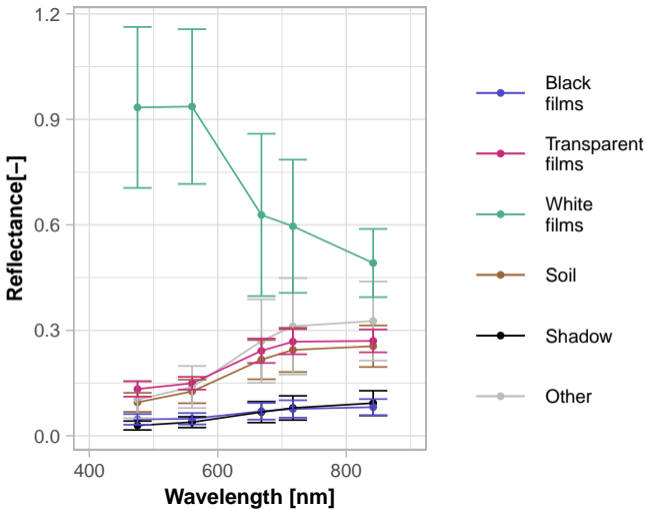 1.2
0.9
0.6
0.3
0.0
400
600
800
Reflectance[–]
Wavelength [nm]
Black
films
Transparent
films
White
films
Soil
Shadow
Other